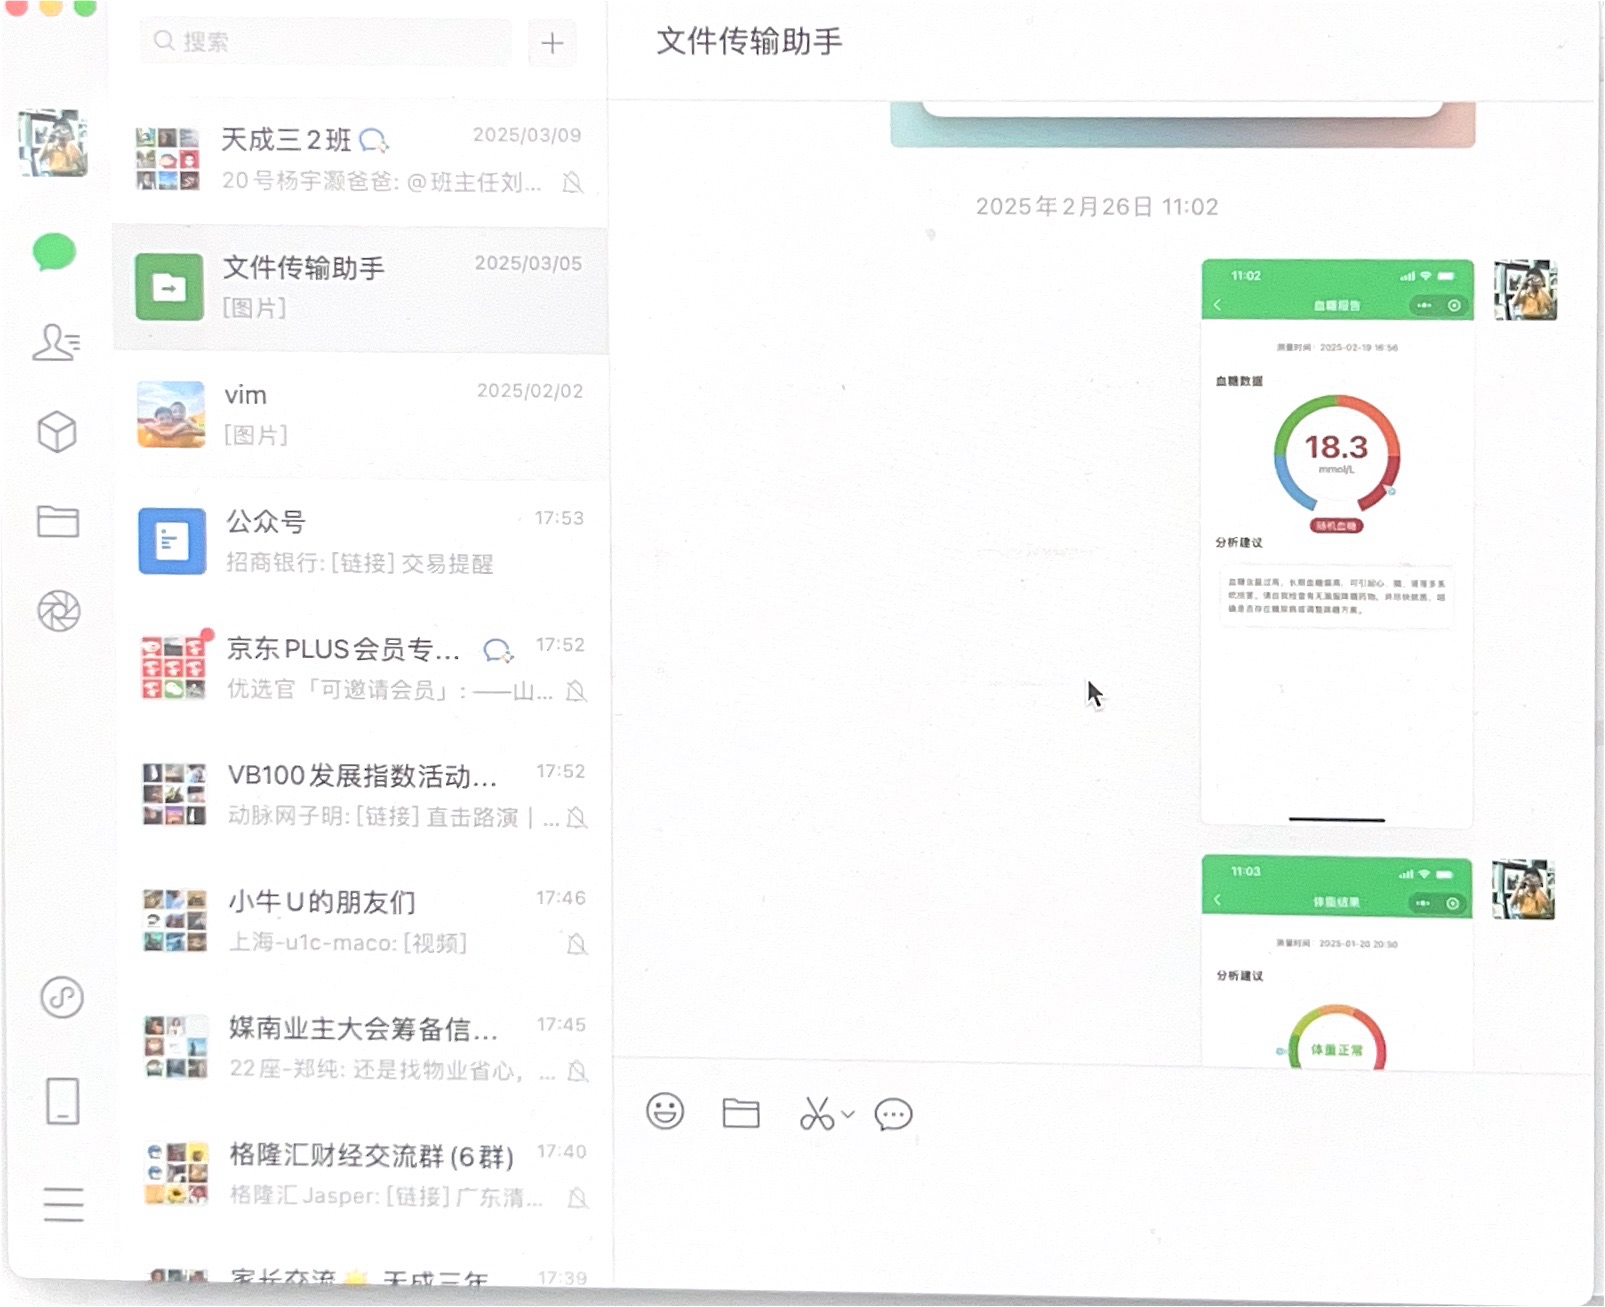 搜索
天成三2班
2025/03/09
20号杨宇灏爸爸: @班主任刘...
文件传输助手
2025/03/05
[图片]
vim
2025/02/02
[图片]
公众号
17:53
招商银行: [链接] 交易提醒
京东PLUS会员专...
17:52
优选官「可邀请会员」: ——山...
VB100发展指数活动...
17:52
动脉网子明: [链接] 直击路演 | ...
小牛U的朋友们
17:46
上海-u1c-maco: [视频]
媒南业主大会筹备信...
17:45
22座-郑纯: 还是找物业省心，...
格隆汇财经交流群(6群)
17:40
格隆汇Jasper: [链接] 广东清...
家长交流 天成三年
17:39
文件传输助手
2025年2月26日 11:02
11:02
血糖报告
测量时间：2025-02-19 16:56
血糖数据
18.3
mmol/L
随机血糖
分析建议
11:03
体脂结果
测量时间：2025-01-20 20:50
分析建议
体重正常